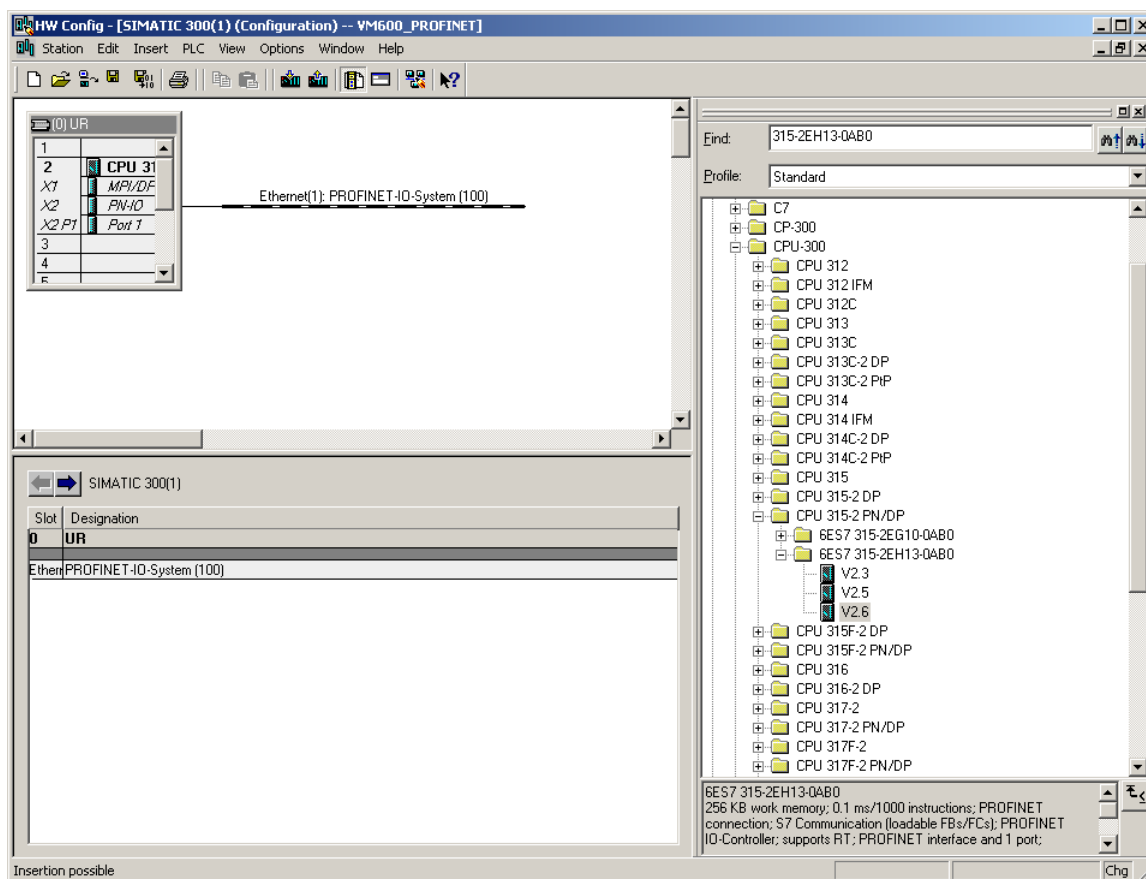 HW Config - [SIMATIC 300(1) (Configuration) -- VM600_PROFINET]
Station Edit Insert PLC View Options Window Help
(0) UR
1
2 CPU 31
X1 MPI/DP
X2 PN-IO
X2 P1 Port 1
3
4
5
Ethernet(1): PROFINET-IO-System (100)
SIMATIC 300(1)
Slot Designation
0 UR
Ethern PROFINET-IO-System (100)
Find: 315-2EH13-0AB0
Profile: Standard
C7
CP-300
CPU-300
CPU 312
CPU 312 IFM
CPU 312C
CPU 313
CPU 313C
CPU 313C-2 DP
CPU 313C-2 PtP
CPU 314
CPU 314 IFM
CPU 314C-2 DP
CPU 314C-2 PtP
CPU 315
CPU 315-2 DP
CPU 315-2 PN/DP
6ES7 315-2EG10-0AB0
6ES7 315-2EH13-0AB0
V2.3
V2.5
V2.6
CPU 315F-2 DP
CPU 315F-2 PN/DP
CPU 316
CPU 316-2 DP
CPU 317-2
CPU 317-2 PN/DP
CPU 317F-2
CPU 317F-2 PN/DP
6ES7 315-2EH13-0AB0
256 KB work memory; 0.1 ms/1000 instructions; PROFINET
connection; S7 Communication (loadable FBs/FCs); PROFINET
IO-Controller; supports RT; PROFINET interface and 1 port;
Insertion possible
Chg